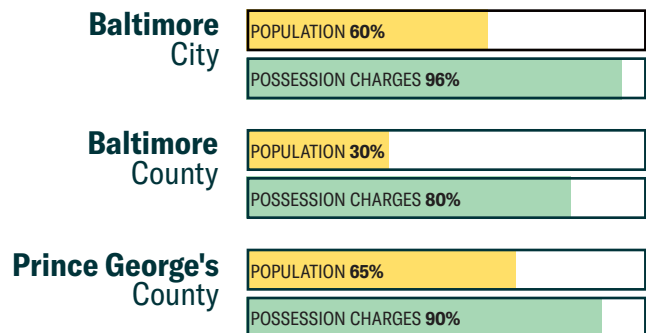 Baltimore
City
POPULATION 60%
POSSESSION CHARGES 96%
Baltimore
County
POPULATION 30%
POSSESSION CHARGES 80%
Prince George's
County
POPULATION 65%
POSSESSION CHARGES 90%